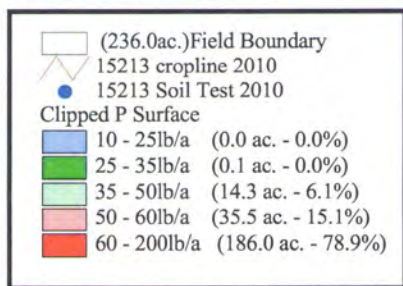 (236.0ac.)Field Boundary
15213 cropline 2010
15213 Soil Test 2010
Clipped P Surface
10 - 25lb/a (0.0 ac. - 0.0%)
25 - 35lb/a (0.1 ac. - 0.0%)
35 - 50lb/a (14.3 ac. - 6.1%)
50 - 60lb/a (35.5 ac. - 15.1%)
60 - 200lb/a (186.0 ac. - 78.9%)